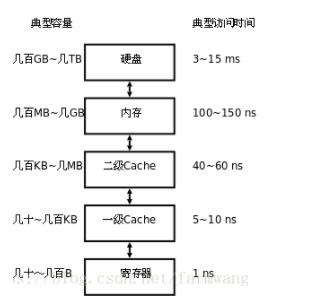 典型容量 典型访问时间
几百GB~几TB 硬盘 3~15 ms
几百MB~几GB 内存 100~150 ns
几百KB~几MB 二级Cache 40~60 ns
几十~几百KB 一级Cache 5~10 ns
几十~几百B 寄存器 1 ns
s://blog.csdn.net/farmwang